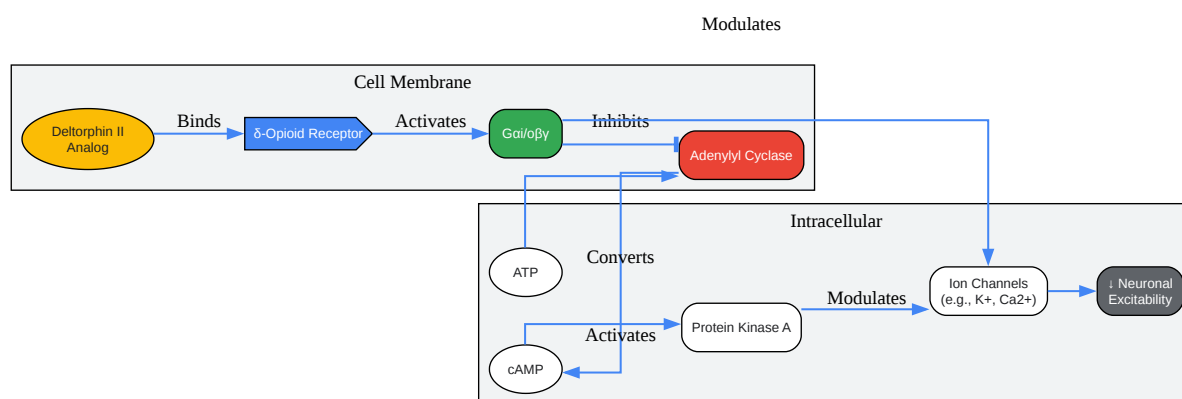 Modulates
Cell Membrane
Deltorphin II
Analog
Binds
δ-Opioid Receptor
Activates
Gαi/oβγ
Inhibits
Adenylyl Cyclase
Intracellular
ATP
Converts
cAMP
Activates
Protein Kinase A
Modulates
Ion Channels
(e.g., K+, Ca2+)
↓ Neuronal
Excitability